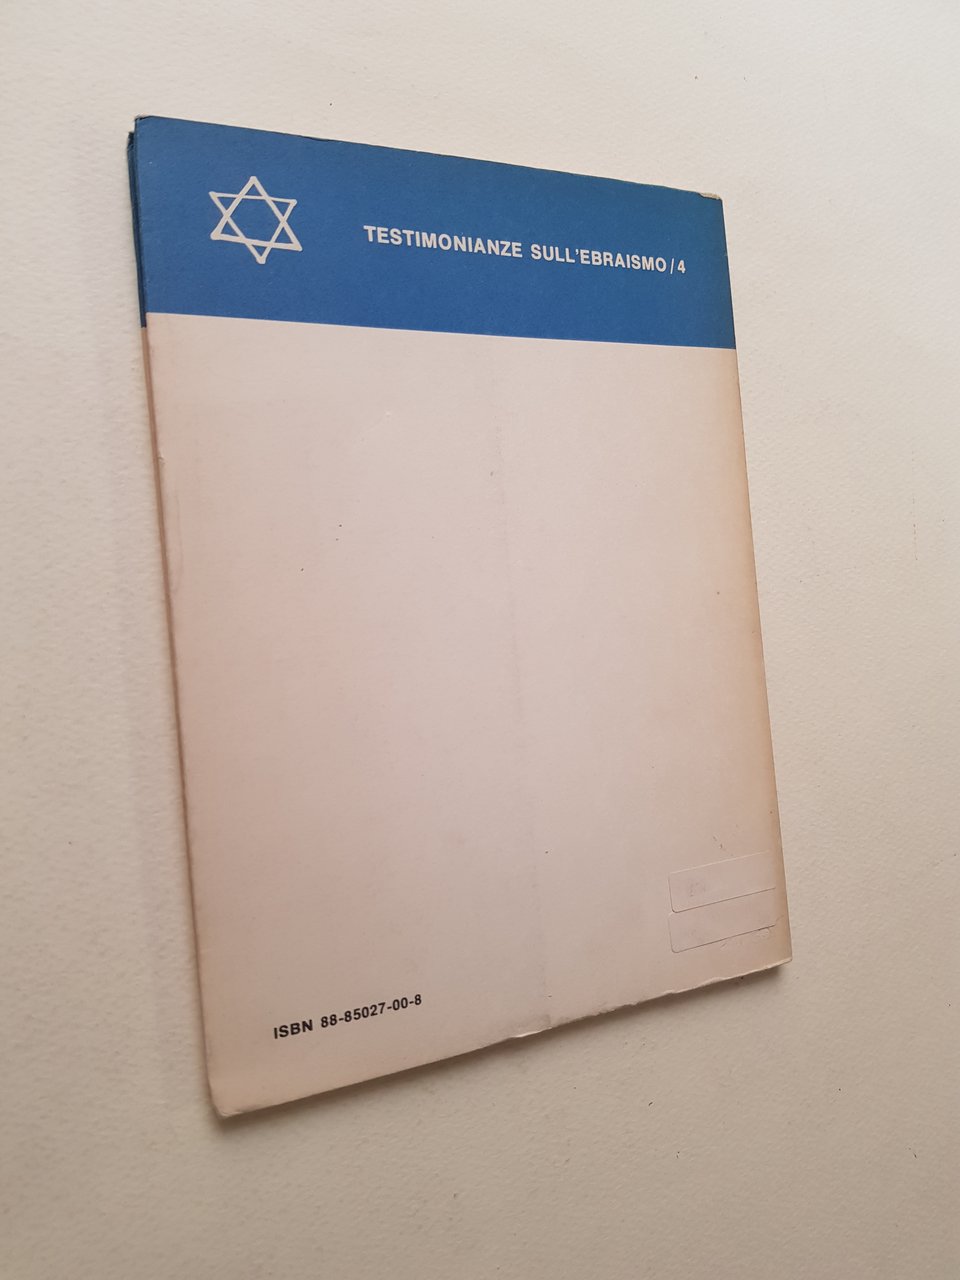 TESTIMONIANZE SULL'EBRAISMO/4
ISBN 88-85027-00-8